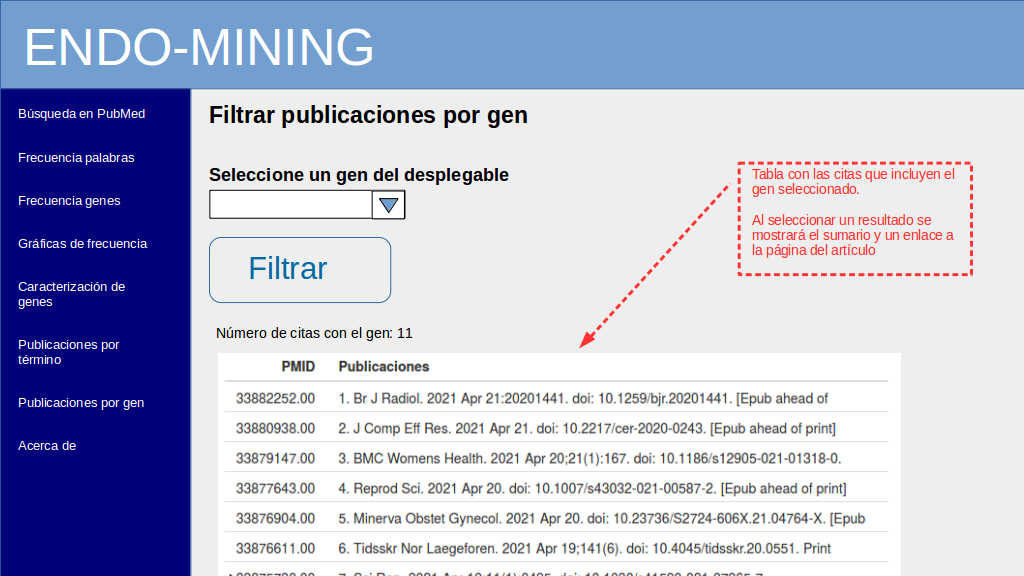 ENDO-MINING
Búsqueda en PubMed
Frecuencia palabras
Frecuencia genes
Gráficas de frecuencia
Caracterización de
genes
Publicaciones por
término
Publicaciones por gen
Acerca de
Filtrar publicaciones por gen
Seleccione un gen del desplegable
Filtrar
Tabla con las citas que incluyen el
gen seleccionado.
Al seleccionar un resultado se
mostrará el sumario y un enlace a
la página del artículo
Número de citas con el gen: 11
PMID Publicaciones
33882252.00 1. Br J Radiol. 2021 Apr 21:20201441. doi: 10.1259/bjr.20201441. [Epub ahead of
33880938.00 2. J Comp Eff Res. 2021 Apr 21. doi: 10.2217/cer-2020-0243. [Epub ahead of print]
33879147.00 3. BMC Womens Health. 2021 Apr 20;21(1):167. doi: 10.1186/s12905-021-01318-0.
33877643.00 4. Reprod Sci. 2021 Apr 20. doi: 10.1007/s43032-021-00587-2. [Epub ahead of print]
33876904.00 5. Minerva Obstet Gynecol. 2021 Apr 20. doi: 10.23736/S2724-606X.21.04764-X. [Epub
33876611.00 6. Tidsskr Nor Laegeforen. 2021 Apr 19;141(6). doi: 10.4045/tidsskr.20.0551. Print